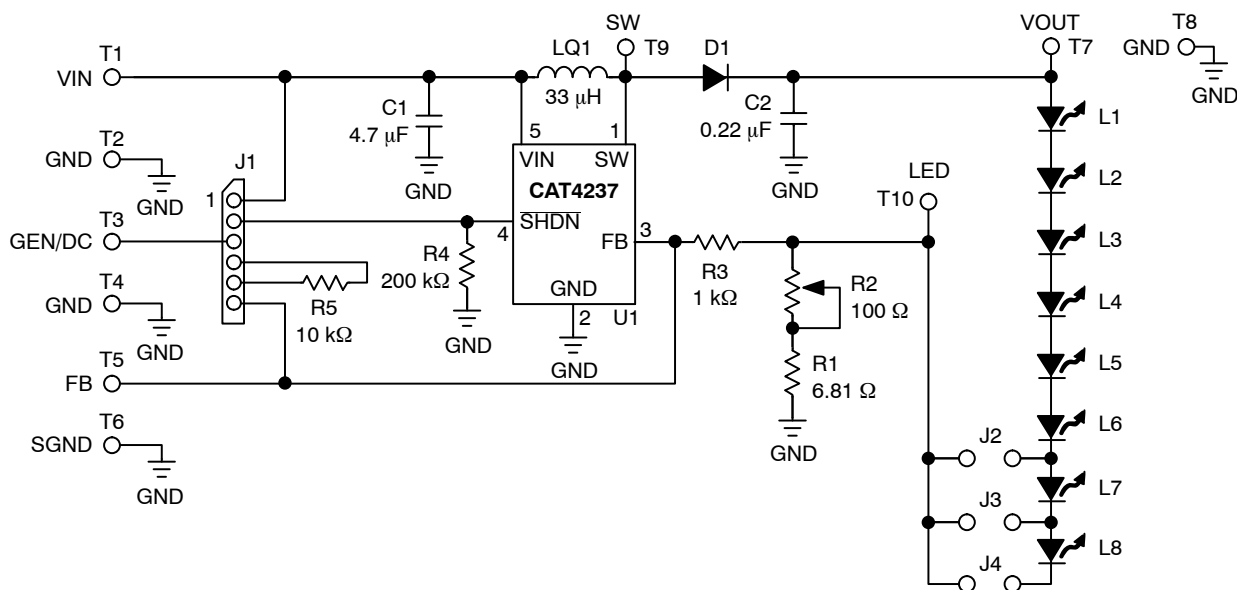 SW
T9
VOUT
T7
T8
GND
GND
T1
VIN
LQ1
33 μH
D1
C1
4.7 μF
C2
0.22 μF
L1
T2
GND
GND
J1
1
5
1
VIN
SW
GND
CAT4237
GND
LED
T10
L2
T3
GEN/DC
SHDN
4
FB
3
L3
R4
200 kΩ
R3
1 kΩ
R2
100 Ω
T4
GND
GND
R5
10 kΩ
GND
2
U1
GND
GND
L4
T5
FB
R1
6.81 Ω
L5
T6
SGND
GND
GND
J2
L6
J3
L7
J4
L8